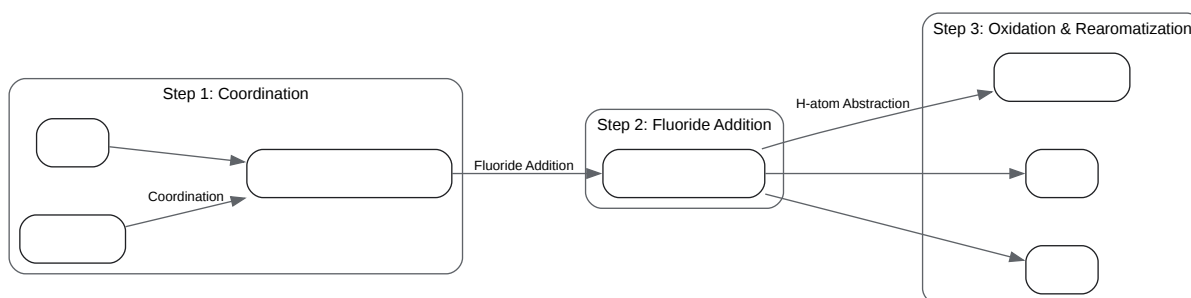 Step 1: Coordination
Coordination
Fluoride Addition
Step 2: Fluoride Addition
H-atom Abstraction
Step 3: Oxidation & Rearomatization